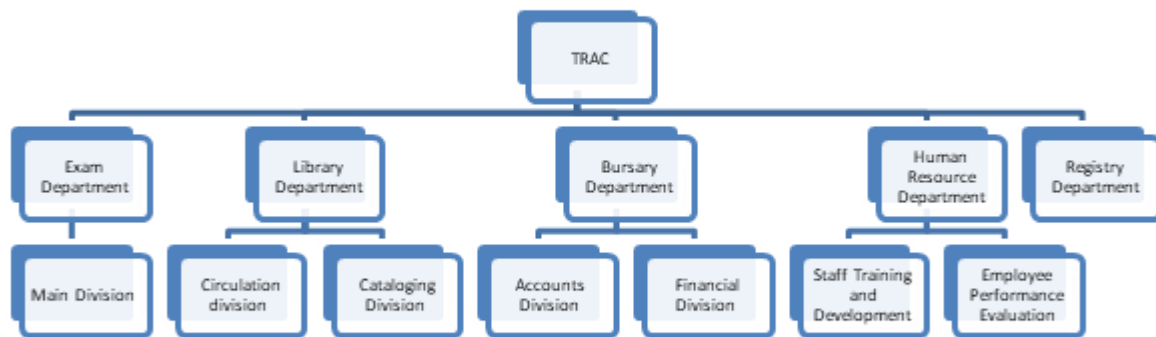 TRAC
Exam
Department
Library
Department
Bursary
Department
Human
Resource
Department
Registry
Department
Main Division
Circulation
division
Cataloging
Division
Accounts
Division
Financial
Division
Staff Training
and
Development
Employee
Performance
Evaluation